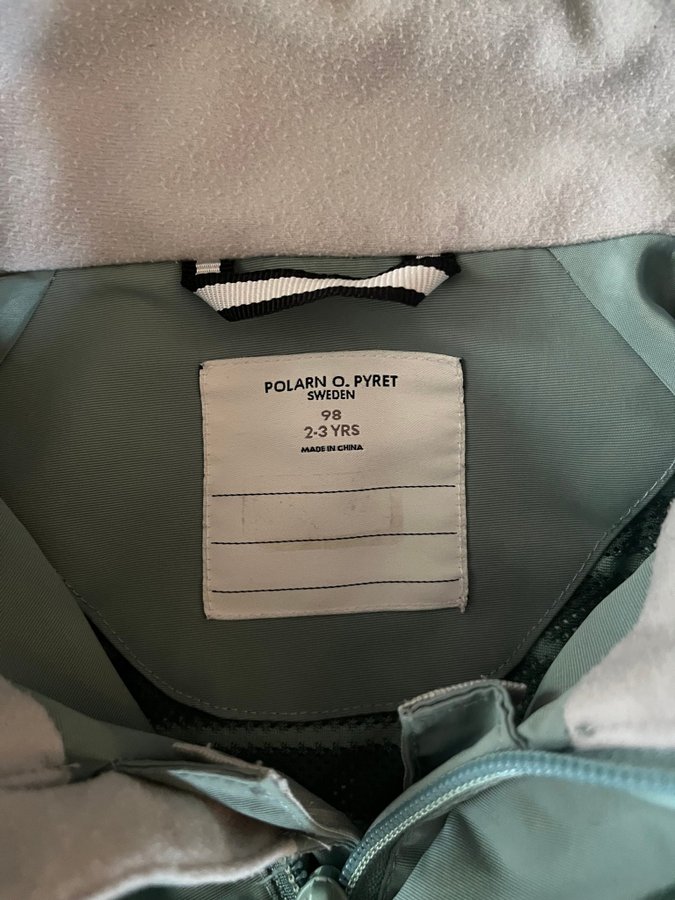 POLARN O. PYRET
SWEDEN
98
2-3 YRS
MADE IN CHINA